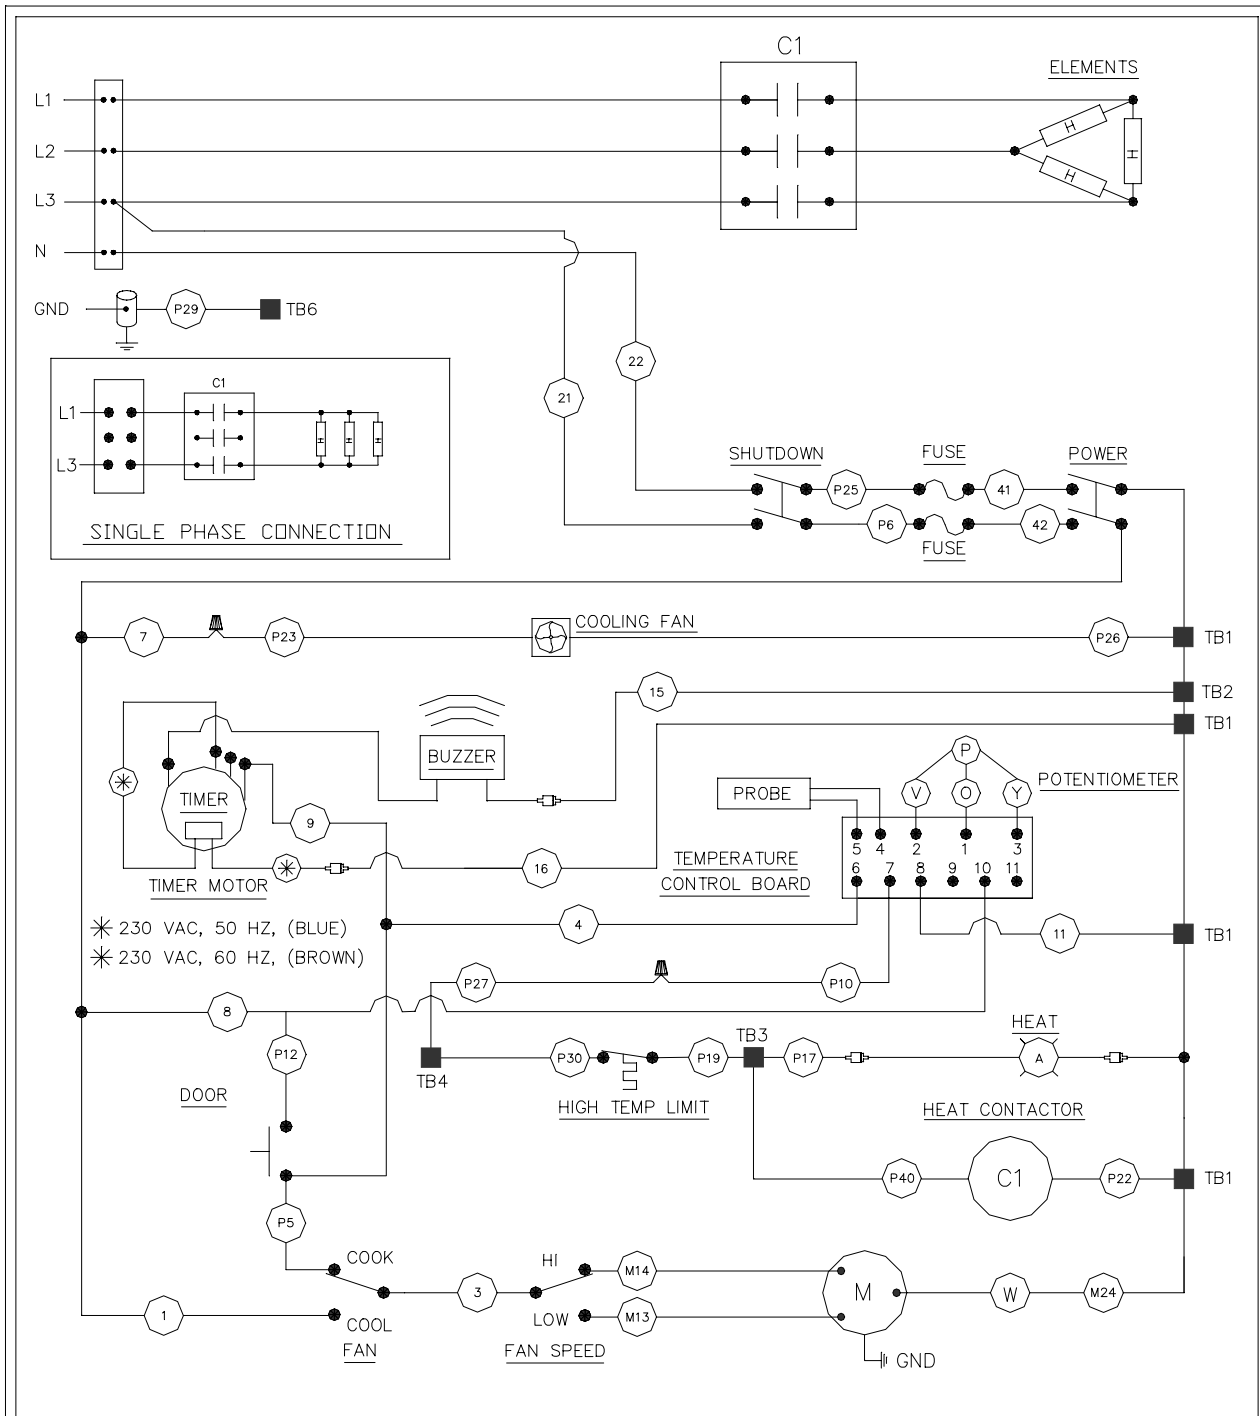 C1
ELEMENTS
L1
H
H
L2
H
L3
N
GND
P29
TB6
22
C1
21
L1
H H H
L3
SHUTDOWN
FUSE
POWER
P25
41
SINGLE PHASE CONNECTION
P6
42
FUSE
COOLING FAN
7
P23
P26
TB1
15
TB2
TB1
BUZZER
P
POTENTIOMETER
PROBE
V
O
Y
TIMER
9
5 4 2 1 3
6 7 8 9 10 11
TEMPERATURE
CONTROL BOARD
16
TIMER MOTOR
230 VAC, 50 HZ, (BLUE)
4
11
TB1
230 VAC, 60 HZ, (BROWN)
P27
P10
8
HEAT
TB3
P12
P30
P19
P17
A
TB4
DOOR
HIGH TEMP LIMIT
HEAT CONTACTOR
P40
C1
P22
TB1
P5
COOK
HI
M14
3
M
W
M24
1
COOL
LOW
M13
FAN
FAN SPEED
GND